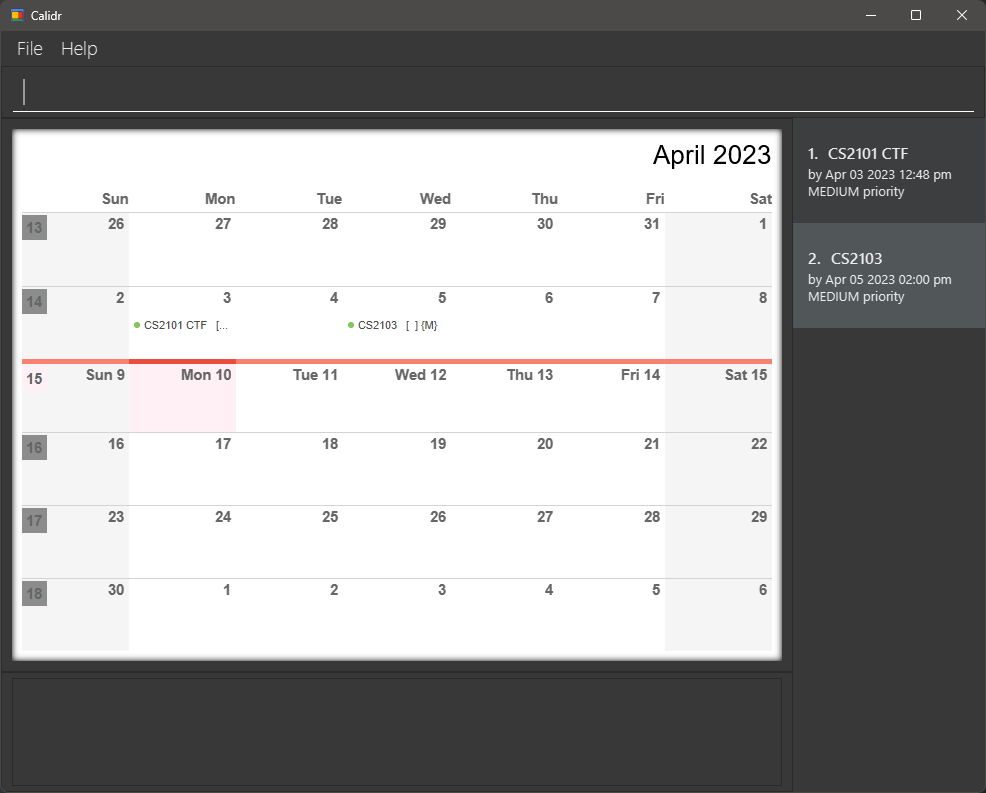 Calidr
File Help
April 2023
Sun Mon Tue Wed Thu Fri Sat
13 26 27 28 29 30 31 1
14 2 3 4 5 6 7 8
CS2101 CTF [... CS2103 [ ] {M}
15 Sun 9 Mon 10 Tue 11 Wed 12 Thu 13 Fri 14 Sat 15
16 16 17 18 19 20 21 22
17 23 24 25 26 27 28 29
18 30 1 2 3 4 5 6
1. CS2101 CTF
by Apr 03 2023 12:48 pm
MEDIUM priority
2. CS2103
by Apr 05 2023 02:00 pm
MEDIUM priority